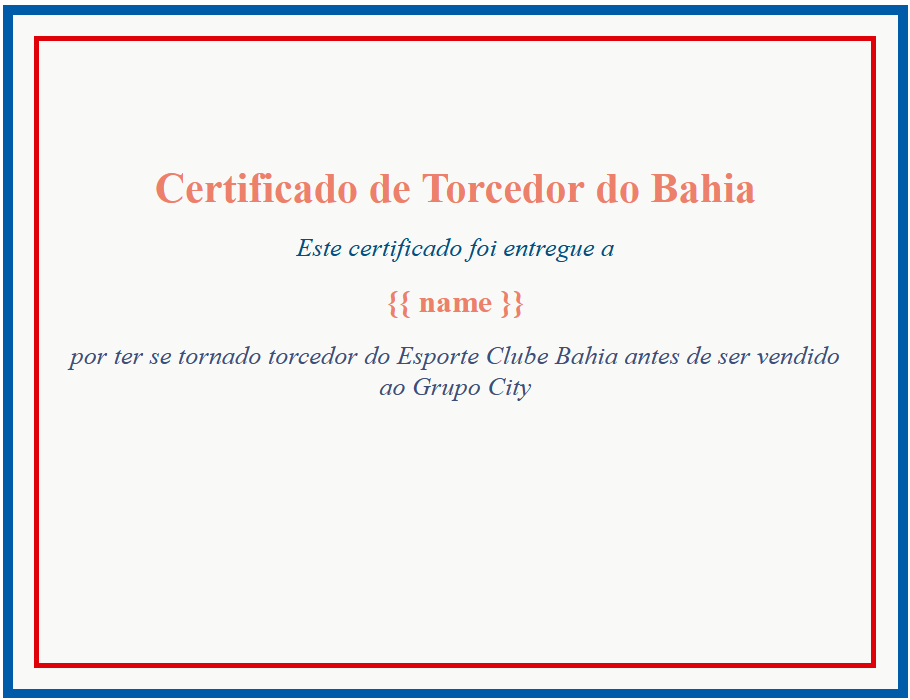 Certificado de Torcedor do Bahia
Este certificado foi entregue a
{{ name }}
por ter se tornado torcedor do Esporte Clube Bahia antes de ser vendido
ao Grupo City